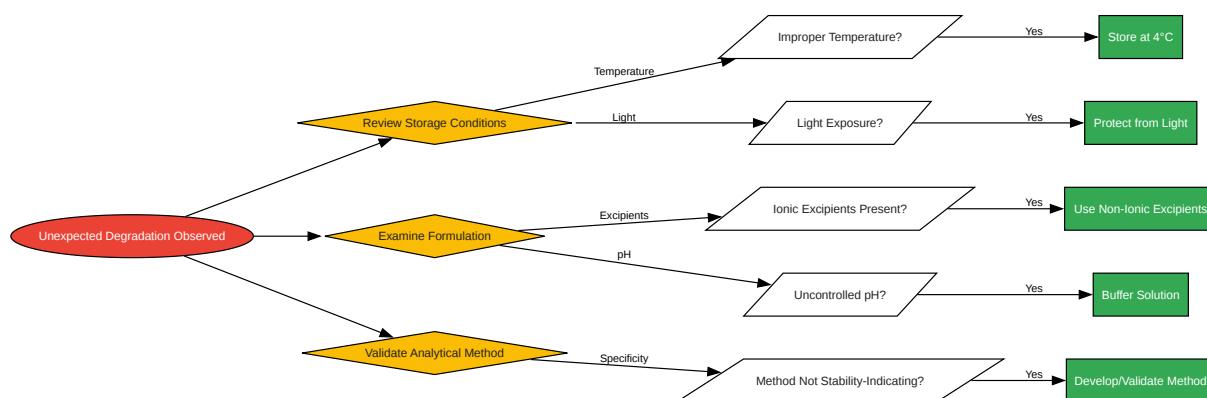 Improper Temperature?
Yes
Store at 4°C
Temperature
Review Storage Conditions
Light
Light Exposure?
Yes
Protect from Light
Unexpected Degradation Observed
Examine Formulation
Excipients
Ionic Excipients Present?
Yes
Use Non-Ionic Excipients
pH
Uncontrolled pH?
Yes
Buffer Solution
Validate Analytical Method
Specificity
Method Not Stability-Indicating?
Yes
Develop/Validate Method